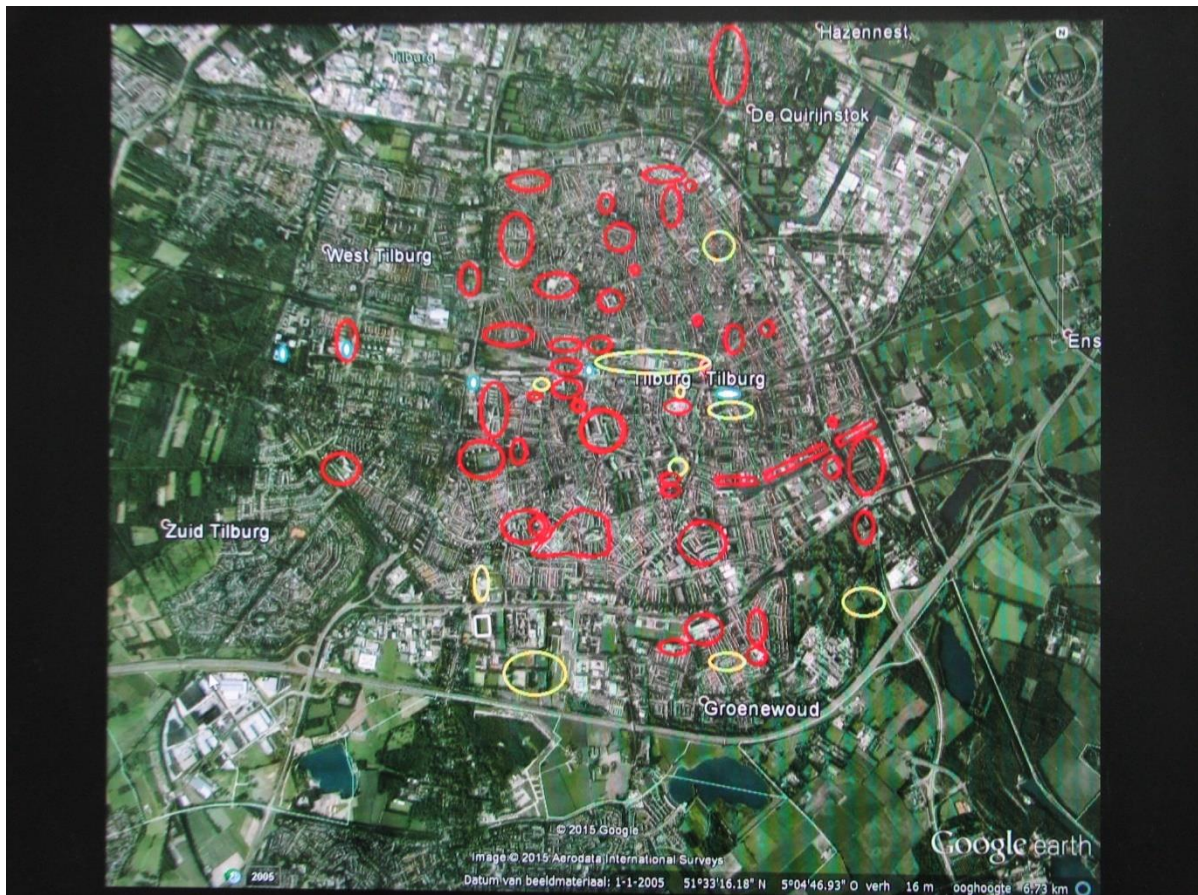 Hazennest
Tilburg
De Quirijnstok
West Tilburg
Ens
Tilburg Tilburg
Zuid Tilburg
Groenewoud
© 2015 Google
Image © 2015 Aerodata International Surveys
Google earth
2005
Datum van beeldmateriaal: 1-1-2005 51°33'16.18" N 5°04'46.93" O verh 16 m ooghoogte 6.73 km